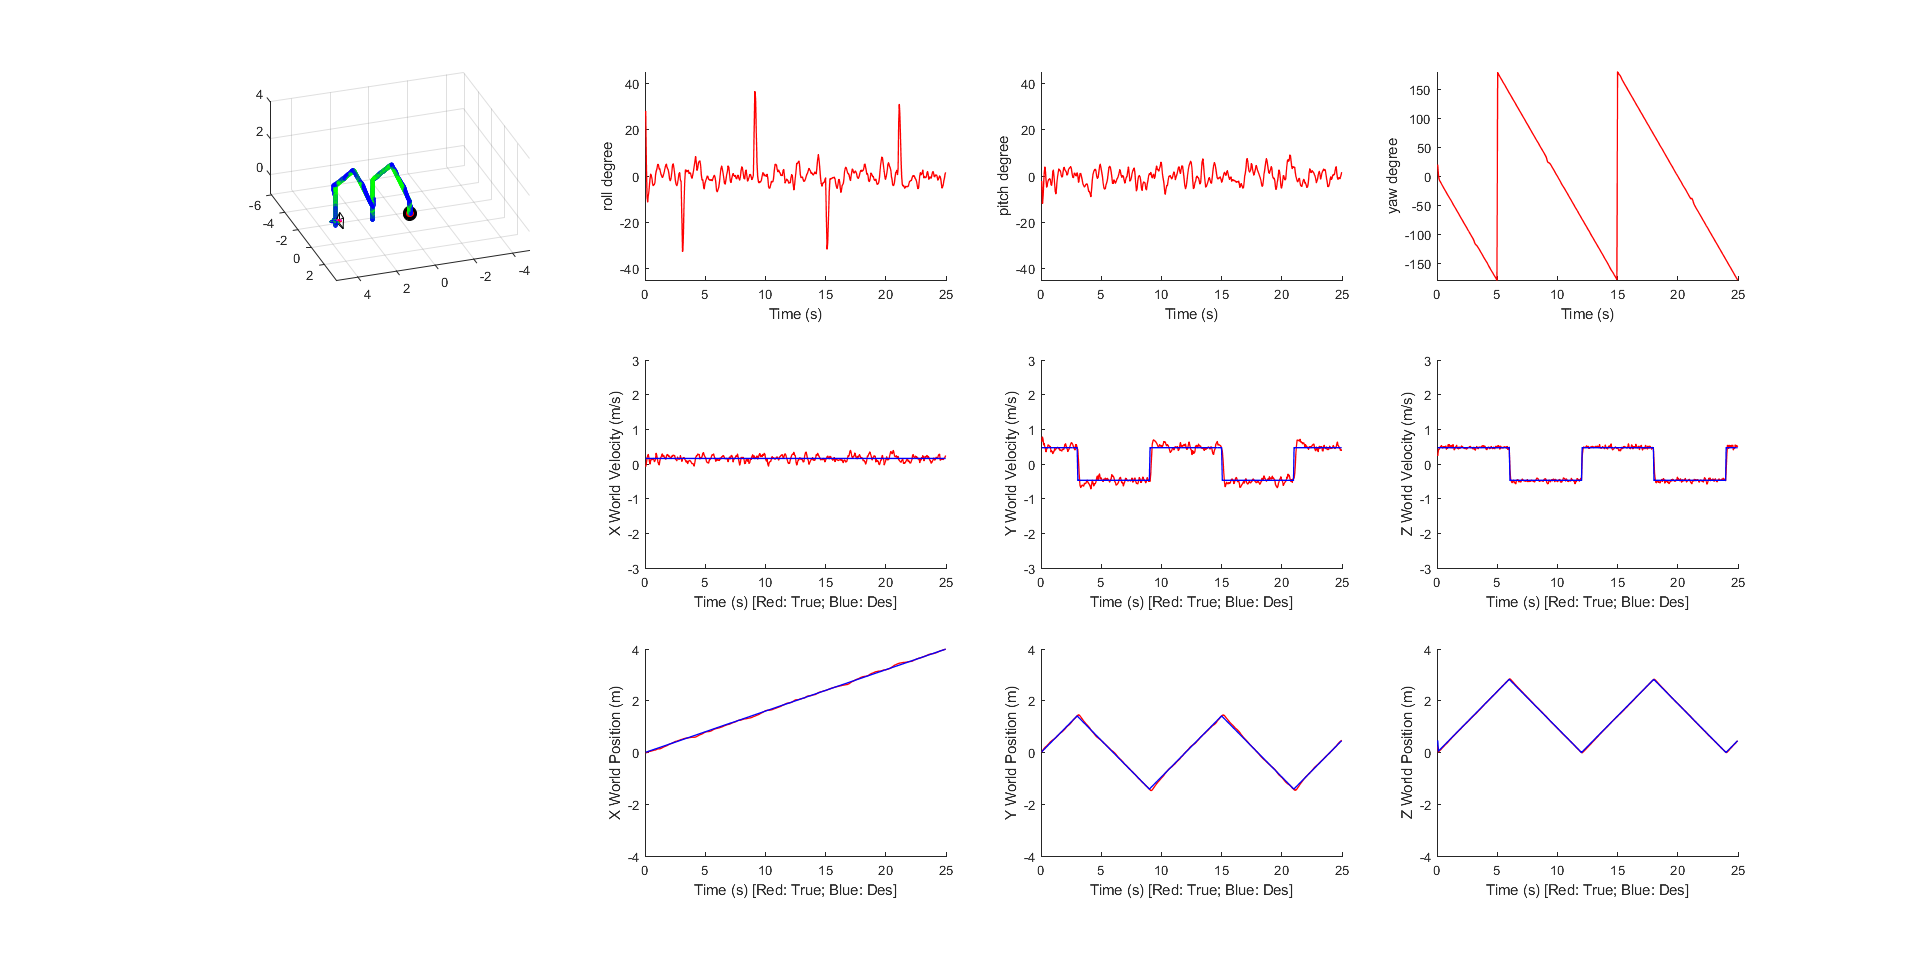 4
2
0
-6
-4
-2
0
2
4
2
0
-2
-4
roll degree
40
20
0
-20
-40
0 5 10 15 20 25
Time (s)
pitch degree
40
20
0
-20
-40
0 5 10 15 20 25
Time (s)
yaw degree
150
100
50
0
-50
-100
-150
0 5 10 15 20 25
Time (s)
X World Velocity (m/s)
3
2
1
0
-1
-2
-3
0 5 10 15 20 25
Time (s) [Red: True; Blue: Des]
Y World Velocity (m/s)
3
2
1
0
-1
-2
-3
0 5 10 15 20 25
Time (s) [Red: True; Blue: Des]
Z World Velocity (m/s)
3
2
1
0
-1
-2
-3
0 5 10 15 20 25
Time (s) [Red: True; Blue: Des]
X World Position (m)
4
2
0
-2
-4
0 5 10 15 20 25
Time (s) [Red: True; Blue: Des]
Y World Position (m)
4
2
0
-2
-4
0 5 10 15 20 25
Time (s) [Red: True; Blue: Des]
Z World Position (m)
4
2
0
-2
-4
0 5 10 15 20 25
Time (s) [Red: True; Blue: Des]